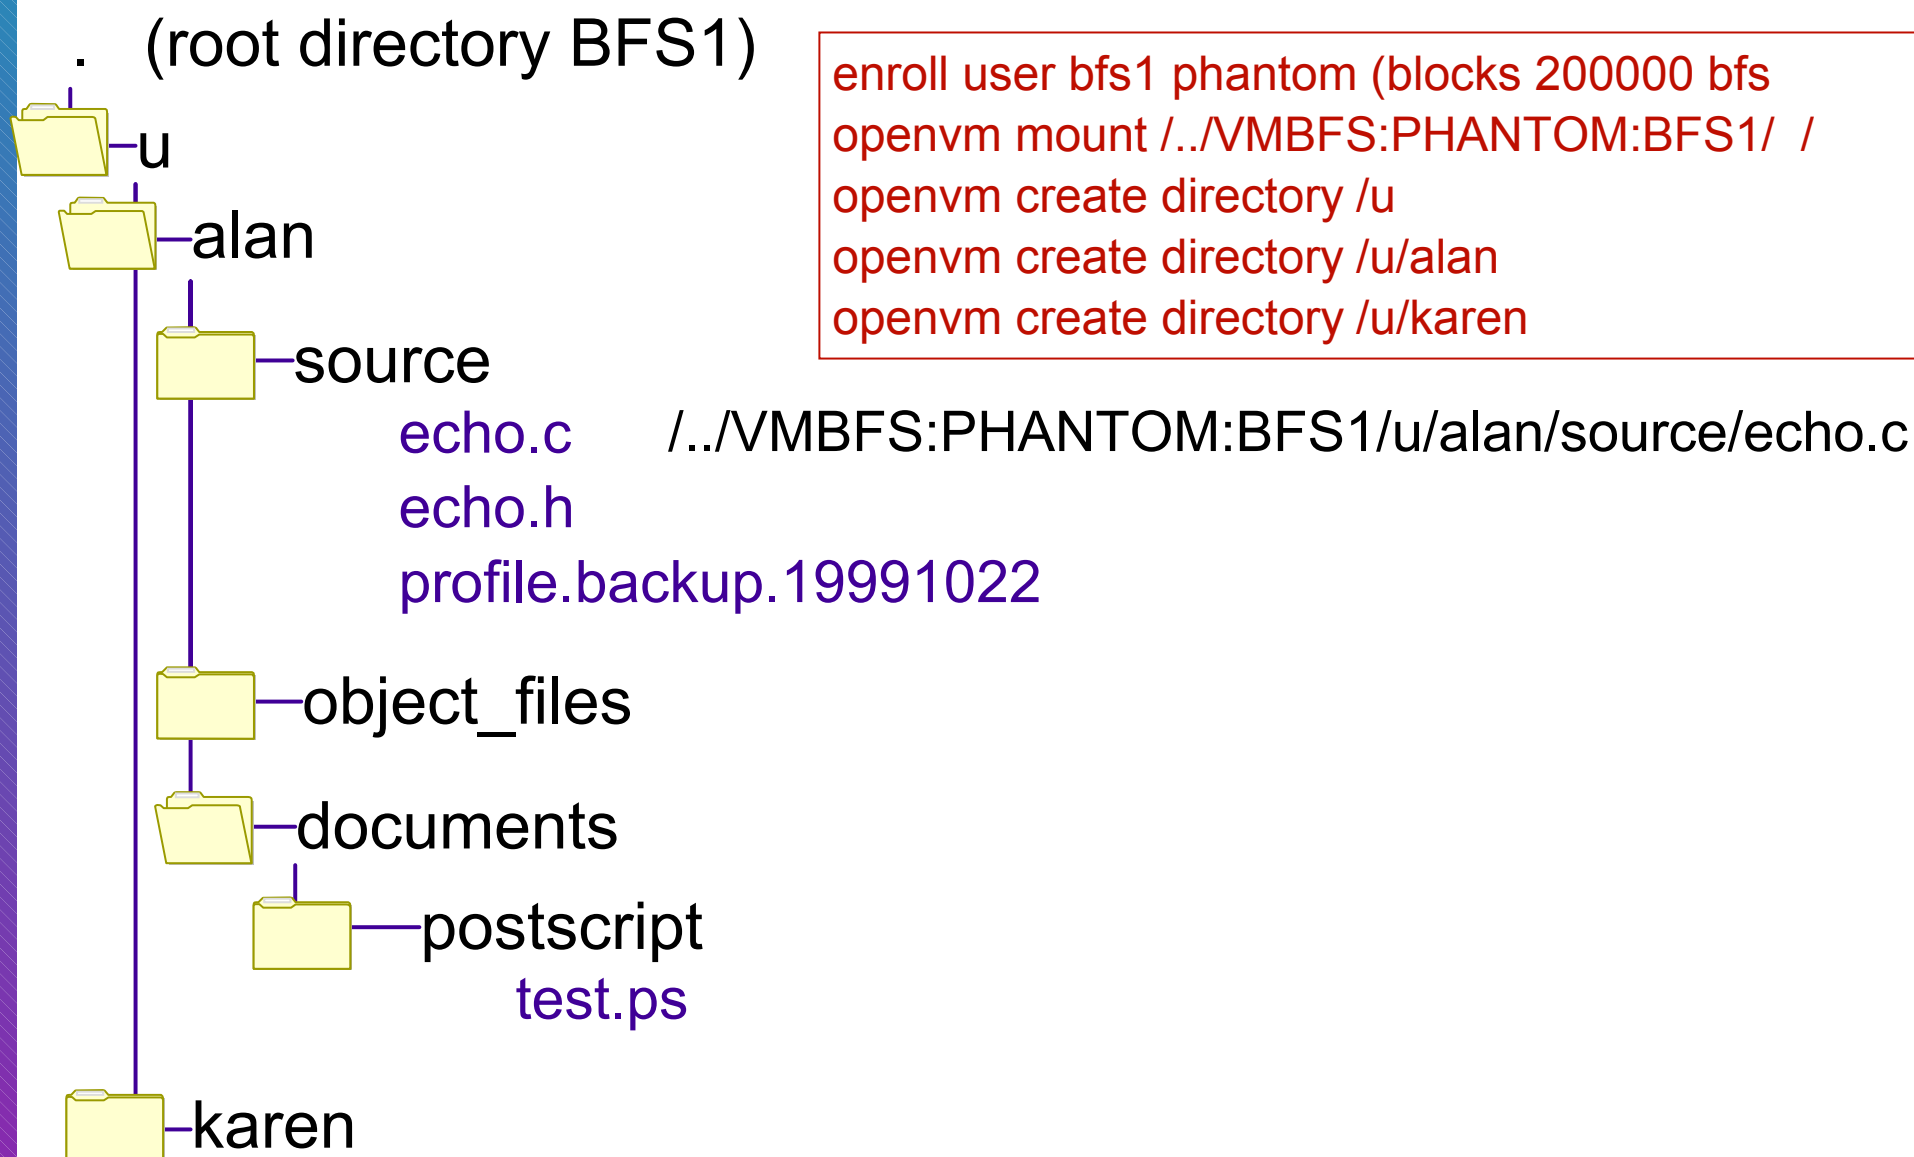 . (root directory BFS1)
enroll user bfs1 phantom (blocks 200000 bfs
openvm mount /../VMBFS:PHANTOM:BFS1/ /
openvm create directory /u
openvm create directory /u/alan
openvm create directory /u/karen
u
alan
source
echo.c /../VMBFS:PHANTOM:BFS1/u/alan/source/echo.c
echo.h
profile.backup.19991022
object_files
documents
postscript
test.ps
karen